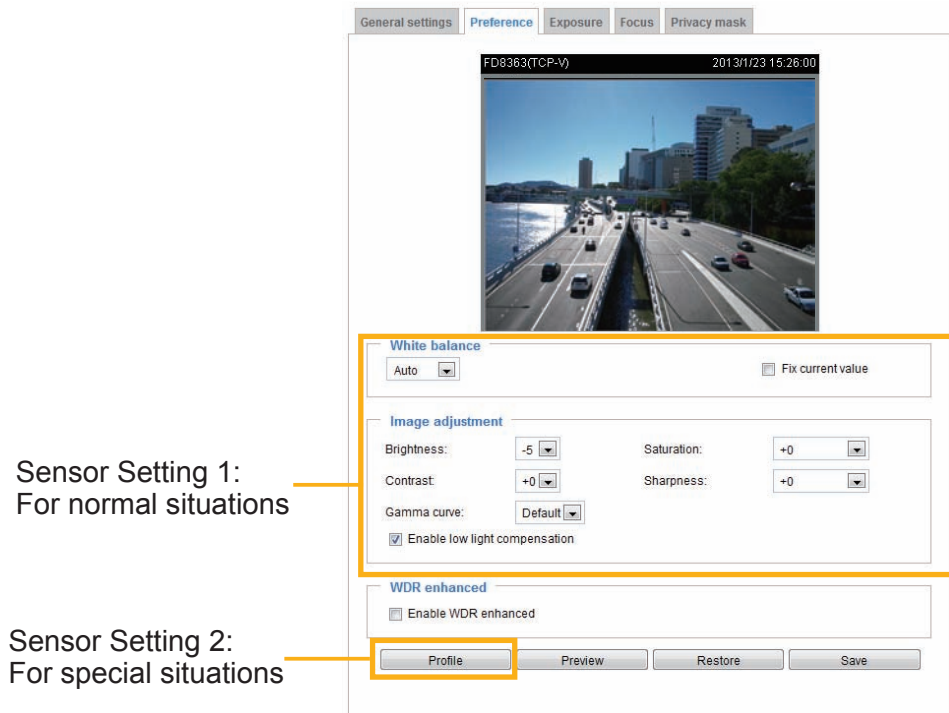 General settings Preference Exposure Focus Privacy mask
FD8363(TCP-V) 2013/1/23 15:26:00
White balance
Auto Fix current value
Image adjustment
Brightness: -5 Saturation: +0
Contrast: +0 Sharpness: +0
Gamma curve: Default
Enable low light compensation
Sensor Setting 1:
For normal situations
WDR enhanced
Enable WDR enhanced
Sensor Setting 2:
For special situations
Profile Preview Restore Save